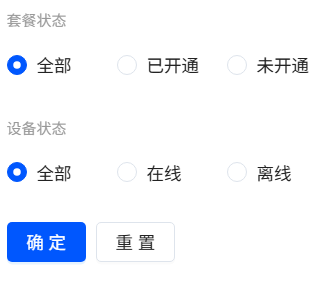 套餐状态
全部 已开通 未开通
设备状态
全部 在线 离线
确 定 重 置